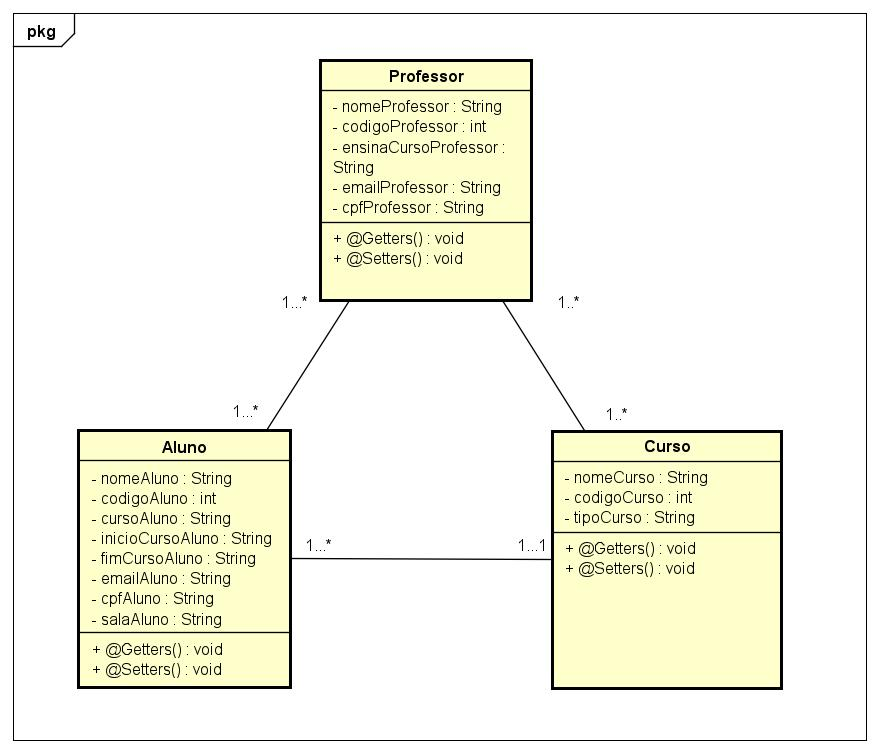 pkg
Professor
- nomeProfessor : String
- codigoProfessor : int
- ensinaCursoProfessor :
String
- emailProfessor : String
- cpfProfessor : String
+ @Getters() : void
+ @Setters() : void
1...*
1..*
1...*
1..*
Aluno
- nomeAluno : String
- codigoAluno : int
- cursoAluno : String
- inicioCursoAluno : String
- fimCursoAluno : String
- emailAluno : String
- cpfAluno : String
- salaAluno : String
+ @Getters() : void
+ @Setters() : void
1...*
1...1
Curso
- nomeCurso : String
- codigoCurso : int
- tipoCurso : String
+ @Getters() : void
+ @Setters() : void